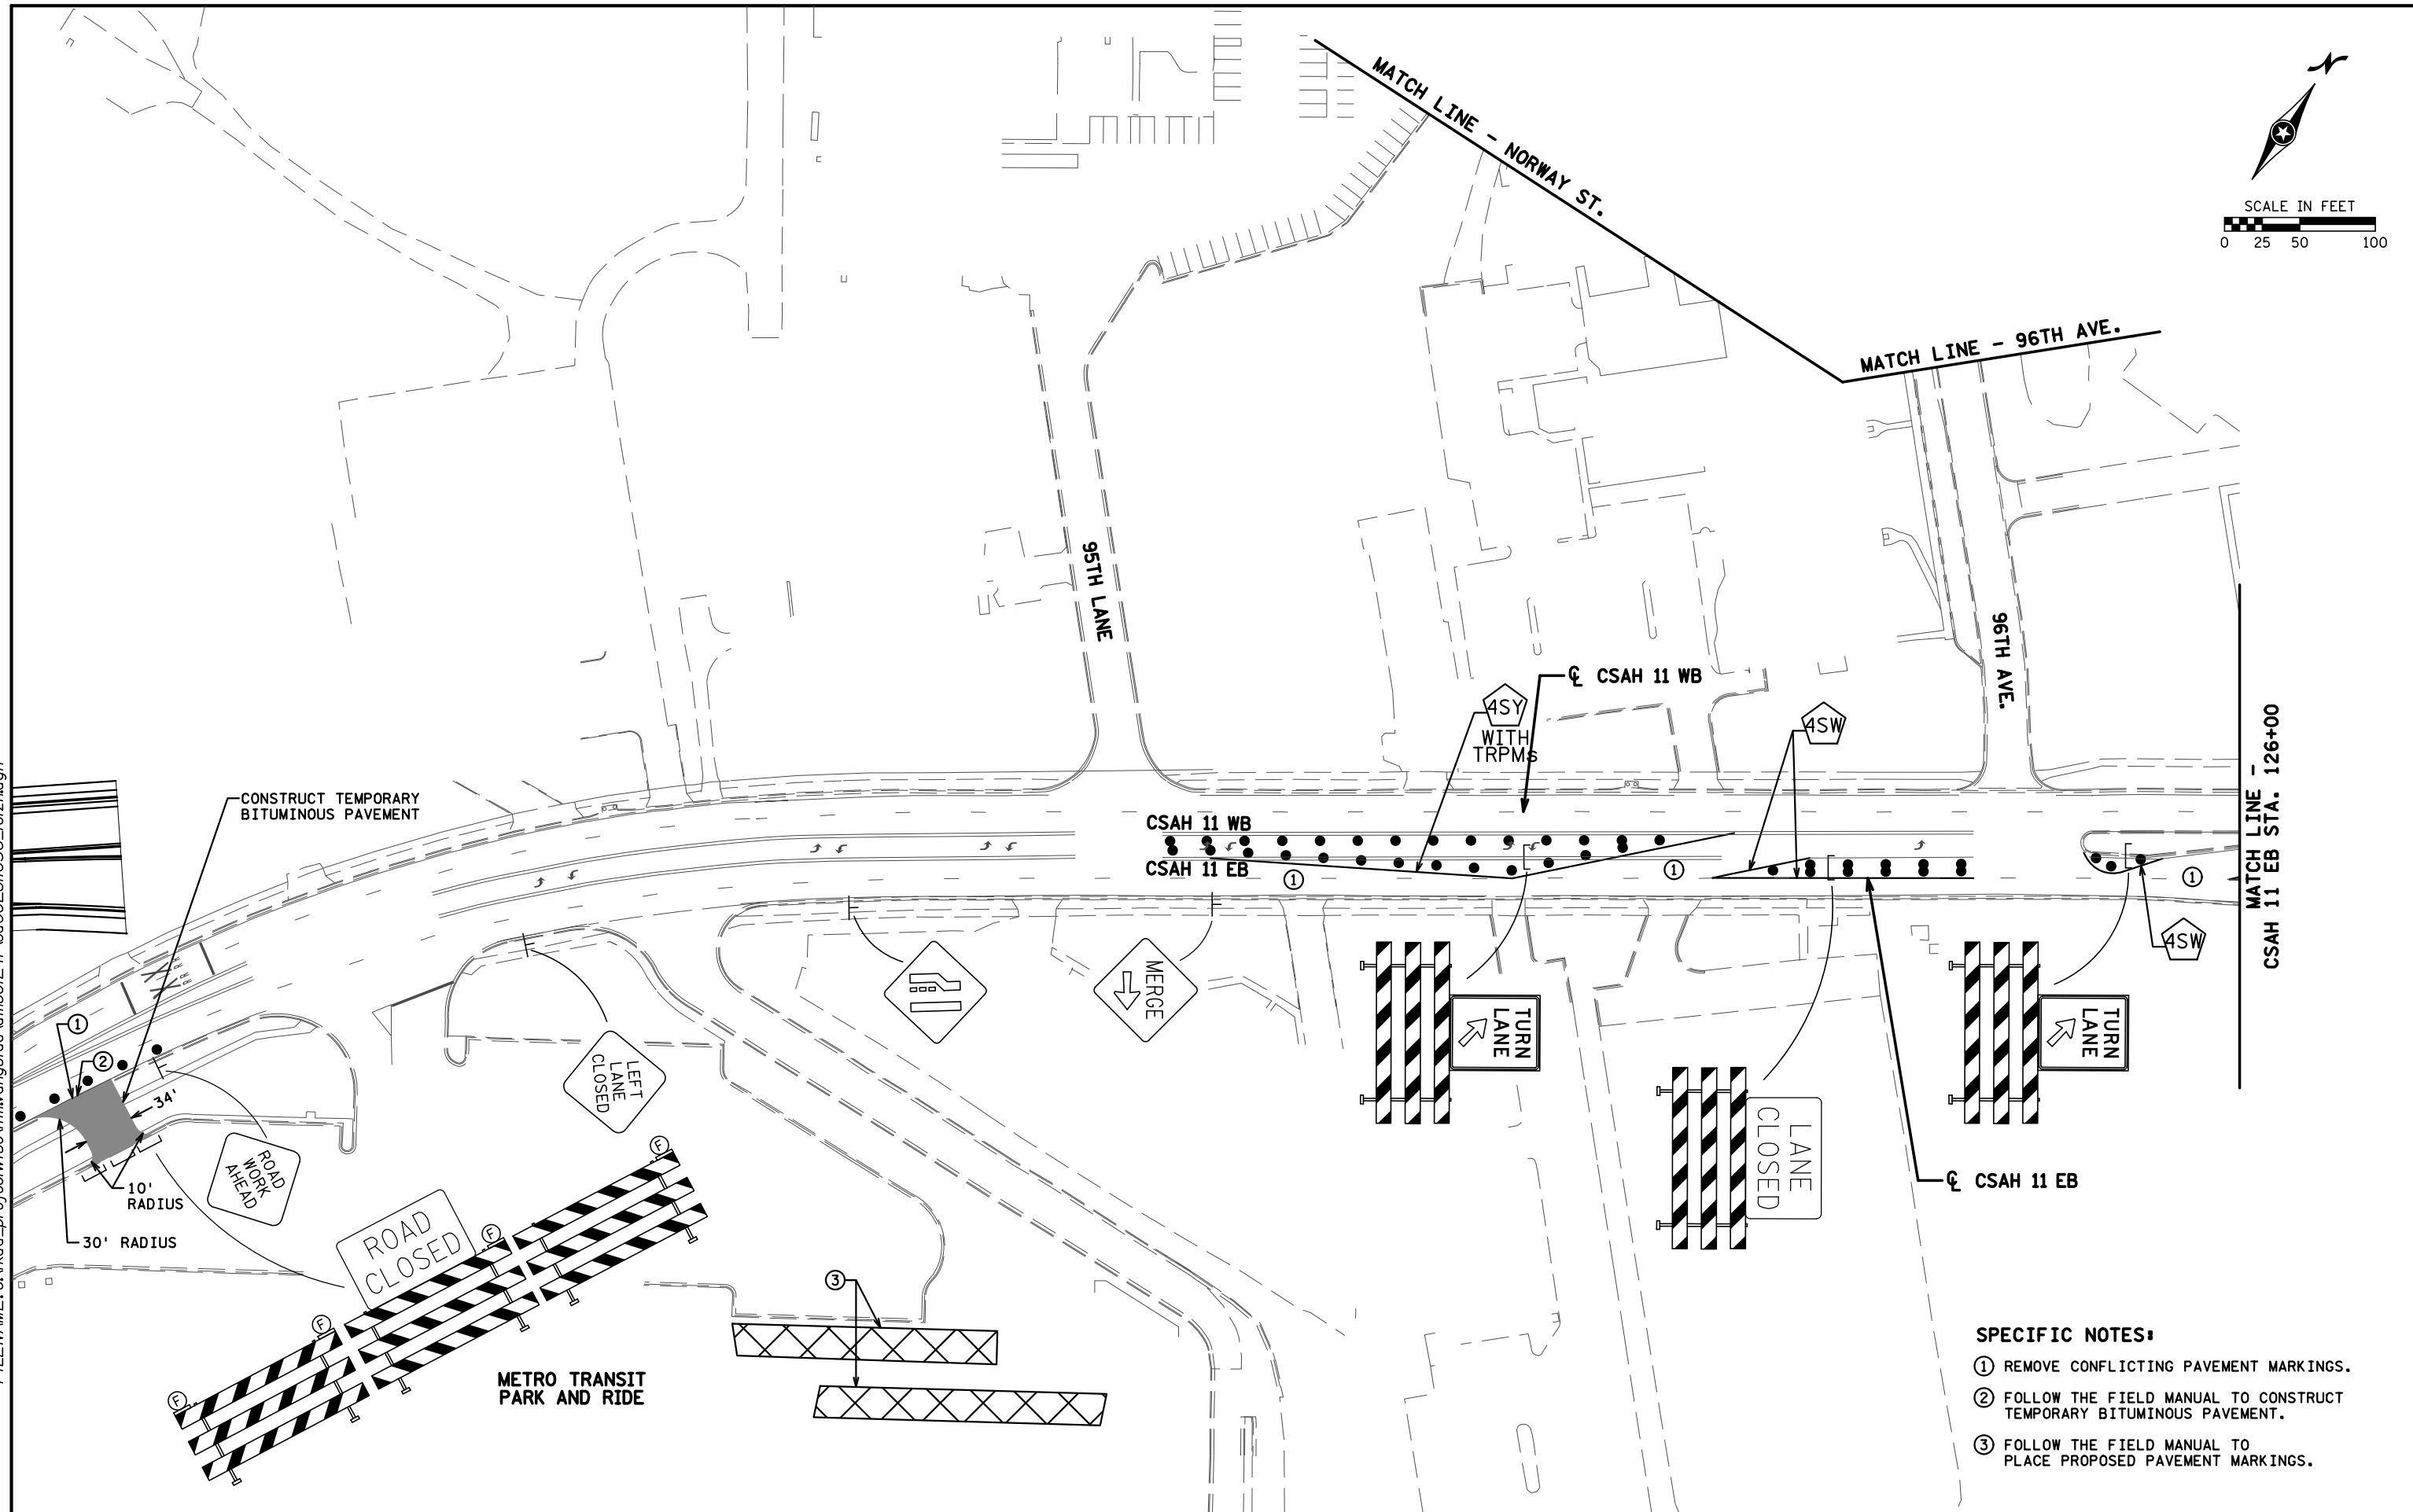 MATCH LINE - NORWAY ST.
N
SCALE IN FEET
0 25 50 100
MATCH LINE - 96TH AVE.
95TH LANE
96TH AVE.
℄ CSAH 11 WB
4SY
WITH
TRPMs
4SW
MATCH LINE -
CSAH 11 EB STA. 126+00
CONSTRUCT TEMPORARY
BITUMINOUS PAVEMENT
CSAH 11 WB
CSAH 11 EB
1
1
1
4SW
MERGE
TURN
LANE
TURN
LANE
LEFT
LANE
CLOSED
1
2
34'
ROAD
WORK
AHEAD
10'
RADIUS
30' RADIUS
LANE
CLOSED
℄ CSAH 11 EB
ROAD
CLOSED
F
F
F
F
3
METRO TRANSIT
PARK AND RIDE
SPECIFIC NOTES:
1 REMOVE CONFLICTING PAVEMENT MARKINGS.
2 FOLLOW THE FIELD MANUAL TO CONSTRUCT
TEMPORARY BITUMINOUS PAVEMENT.
3 FOLLOW THE FIELD MANUAL TO
PLACE PROPOSED PAVEMENT MARKINGS.